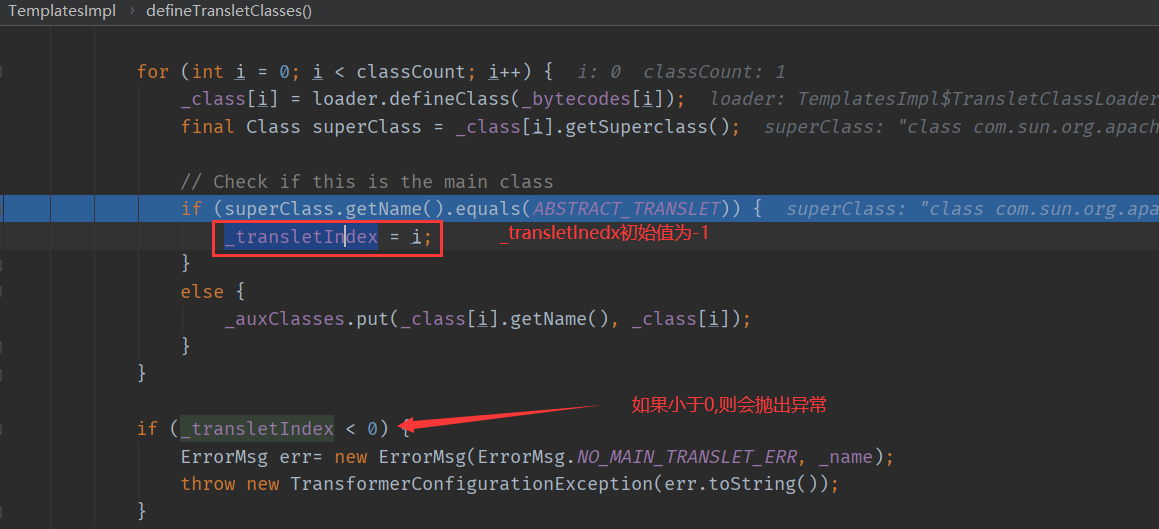 TemplatesImpl › defineTransletClasses()
for (int i = 0; i < classCount; i++) { i: 0 classCount: 1
_class[i] = loader.defineClass(_bytecodes[i]); loader: TemplatesImpl$TransletClassLoader
final Class superClass = _class[i].getSuperclass(); superClass: "class com.sun.org.apach
// Check if this is the main class
if (superClass.getName().equals(ABSTRACT_TRANSLET)) { superClass: "class com.sun.org.apa
_transletIndex = i; _transletInedx初始值为-1
}
else {
_auxClasses.put(_class[i].getName(), _class[i]);
}
}
如果小于0,则会抛出异常
if (_transletIndex < 0) {
ErrorMsg err= new ErrorMsg(ErrorMsg.NO_MAIN_TRANSLET_ERR, _name);
throw new TransformerConfigurationException(err.toString());
}